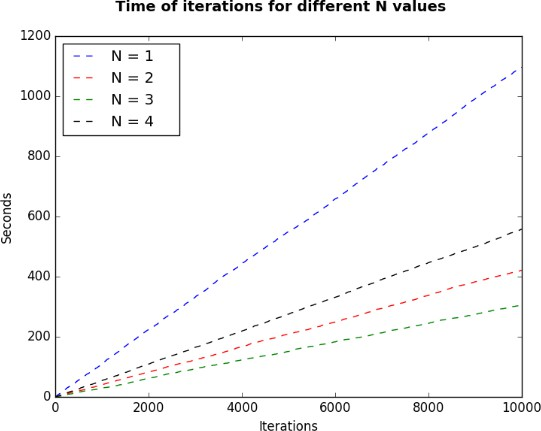 Time of iterations for different N values
1200
1000
800
600
400
200
0
Seconds
N = 1
N = 2
N = 3
N = 4
0 2000 4000 6000 8000 10000
Iterations